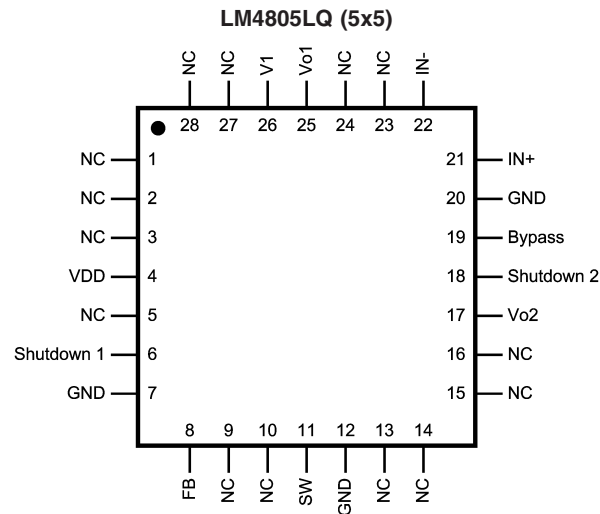 LM4805LQ (5x5)
NC NC V1 Vo1 NC NC IN-
28 27 26 25 24 23 22
NC 1 21 IN+
NC 2 20 GND
NC 3 19 Bypass
VDD 4 18 Shutdown 2
NC 5 17 Vo2
Shutdown 1 6 16 NC
GND 7 15 NC
8 9 10 11 12 13 14
FB NC NC SW GND NC NC